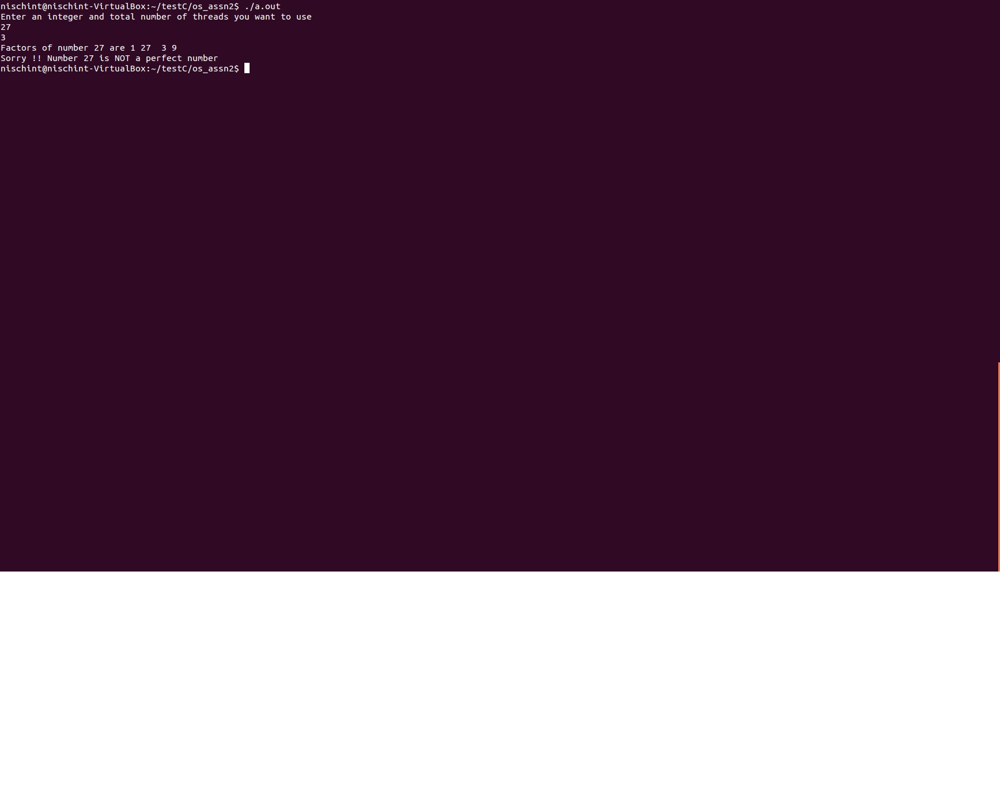 nischint@nischint-VirtualBox:~/testC/os_assn2$ ./a.out
Enter an integer and total number of threads you want to use
27
3
Factors of number 27 are 1 27  3 9
Sorry !! Number 27 is NOT a perfect number
nischint@nischint-VirtualBox:~/testC/os_assn2$